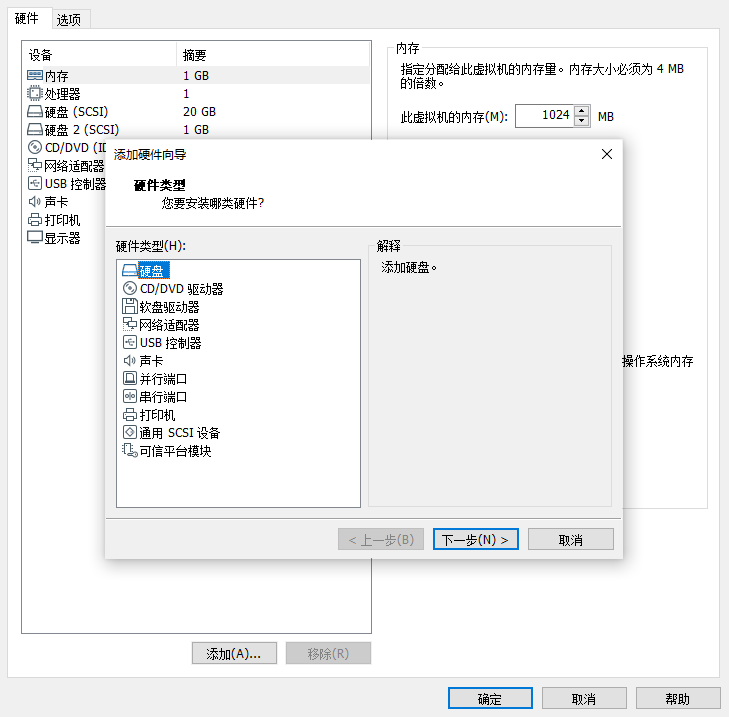 硬件 选项
设备 摘要
内存 1 GB
处理器 1
硬盘 (SCSI) 20 GB
硬盘 2 (SCSI) 1 GB
CD/DVD (ID
网络适配器
USB 控制器
声卡
打印机
显示器
内存
指定分配给此虚拟机的内存量。内存大小必须为 4 MB
的倍数。
此虚拟机的内存(M): 1024 MB
操作系统内存
添加硬件向导
硬件类型
您要安装哪类硬件?
硬件类型(H):
硬盘
CD/DVD 驱动器
软盘驱动器
网络适配器
USB 控制器
声卡
并行端口
串行端口
打印机
通用 SCSI 设备
可信平台模块
解释
添加硬盘。
< 上一步(B) 下一步(N) > 取消
添加(A)... 移除(R)
确定 取消 帮助